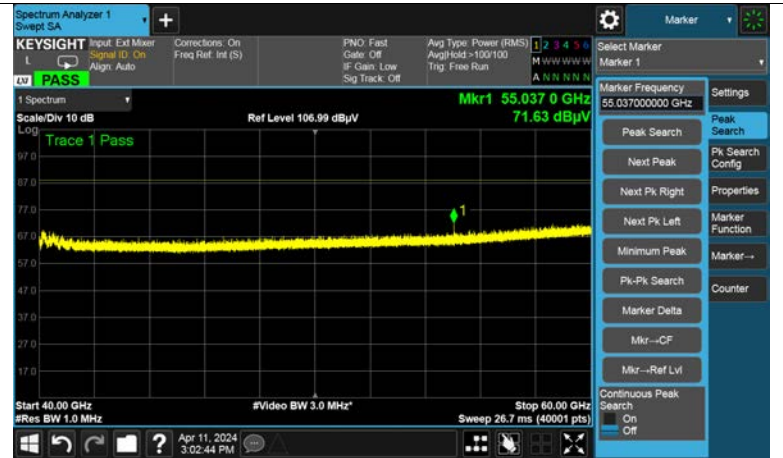 Spectrum Analyzer 1
Swept SA
Marker
KEYSIGHT
Input: Ext Mixer
Signal ID: On
Align: Auto
Corrections: On
Freq Ref: Int (S)
PNO: Fast
Gate: Off
IF Gain: Low
Sig Track: Off
Avg Type: Power (RMS)
Avg|Hold:>100/100
Trig: Free Run
1 2 3 4 5 6
M W W W W W
A N N N N N
L
LXI PASS
Select Marker
Marker 1
1 Spectrum
Scale/Div 10 dB
Ref Level 106.99 dBµV
Mkr1 55.037 0 GHz
71.63 dBµV
Log
Trace 1 Pass
97.0
87.0
77.0
67.0
57.0
47.0
37.0
27.0
17.0
1
Start 40.00 GHz
#Res BW 1.0 MHz
#Video BW 3.0 MHz*
Stop 60.00 GHz
Sweep 26.7 ms (40001 pts)
Marker Frequency
55.037000000 GHz
Peak Search
Next Peak
Next Pk Right
Next Pk Left
Minimum Peak
Pk-Pk Search
Marker Delta
Mkr→CF
Mkr→Ref Lvl
Continuous Peak
Search
On
Off
Settings
Peak
Search
Pk Search
Config
Properties
Marker
Function
Marker→
Counter
?
Apr 11, 2024
3:02:44 PM